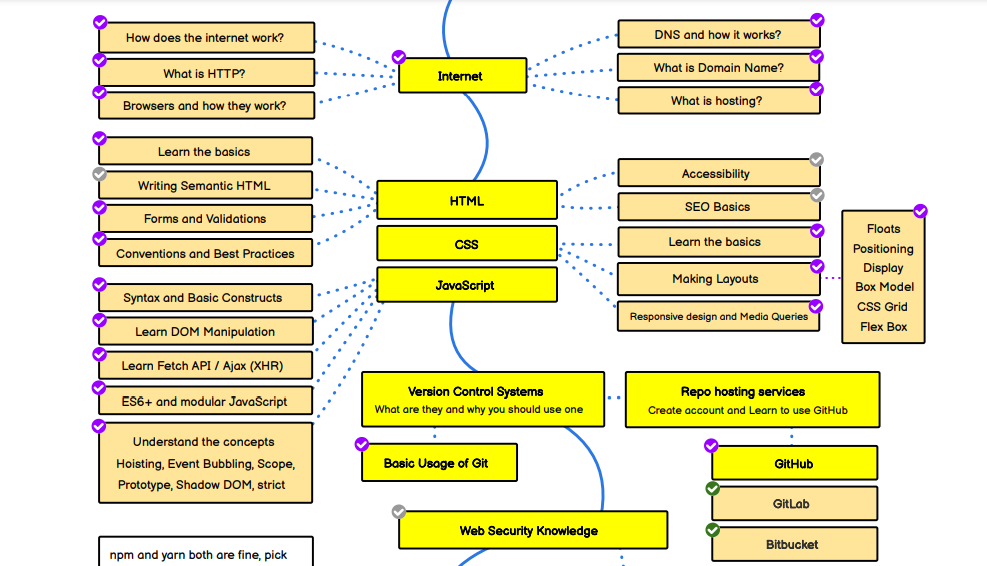 How does the internet work?
What is HTTP?
Browsers and how they work?
Internet
DNS and how it works?
What is Domain Name?
What is hosting?
Learn the basics
Writing Semantic HTML
Forms and Validations
Conventions and Best Practices
HTML
CSS
JavaScript
Accessibility
SEO Basics
Learn the basics
Making Layouts
Responsive design and Media Queries
Floats
Positioning
Display
Box Model
CSS Grid
Flex Box
Syntax and Basic Constructs
Learn DOM Manipulation
Learn Fetch API / Ajax (XHR)
ES6+ and modular JavaScript
Understand the concepts
Hoisting, Event Bubbling, Scope,
Prototype, Shadow DOM, strict
Version Control Systems
What are they and why you should use one
Repo hosting services
Create account and Learn to use GitHub
Basic Usage of Git
GitHub
GitLab
Bitbucket
Web Security Knowledge
npm and yarn both are fine, pick